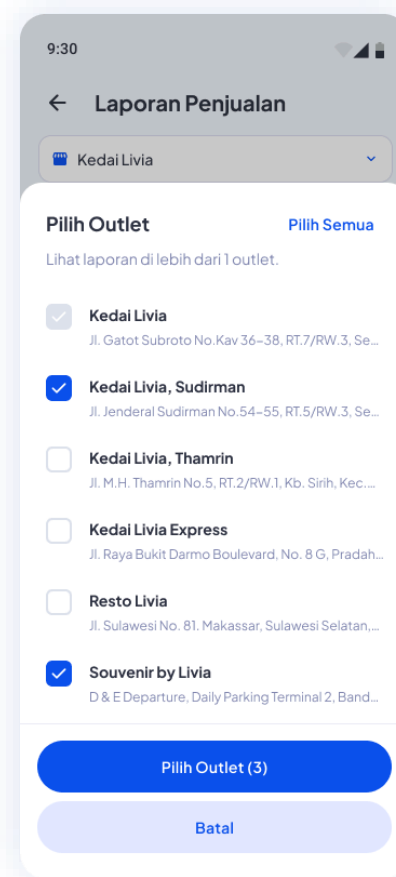 9:30
Laporan Penjualan
Kedai Livia
Pilih Outlet
Pilih Semua
Lihat laporan di lebih dari 1 outlet.
Kedai Livia
Jl. Gatot Subroto No.Kav 36-38, RT.7/RW.3, Se...
Kedai Livia, Sudirman
Jl. Jenderal Sudirman No.54-55, RT.5/RW.3, Se...
Kedai Livia, Thamrin
Jl. M.H. Thamrin No.5, RT.2/RW.1, Kb. Sirih, Kec....
Kedai Livia Express
Jl. Raya Bukit Darmo Boulevard, No. 8 G, Pradah...
Resto Livia
Jl. Sulawesi No. 81. Makassar, Sulawesi Selatan,...
Souvenir by Livia
D & E Departure, Daily Parking Terminal 2, Band...
Pilih Outlet (3)
Batal